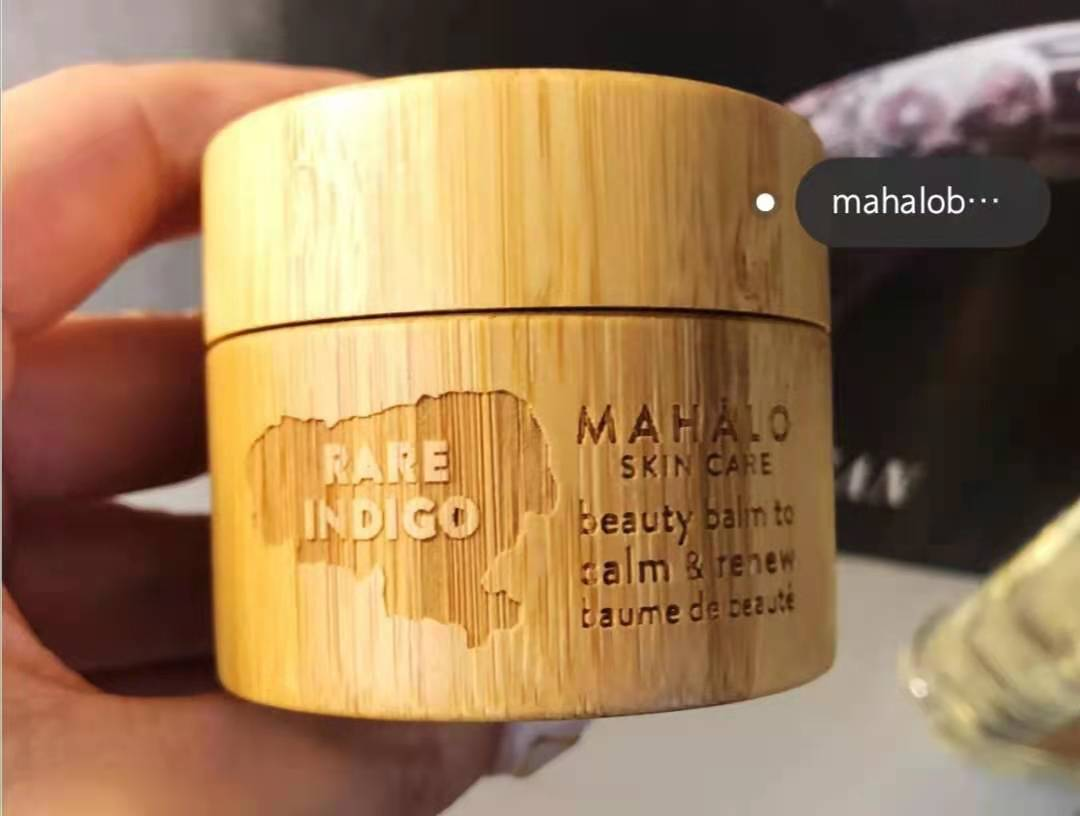 mahalob…
RARE
INDIGO
MAHALO
SKIN CARE
beauty balm to
calm & renew
baume de beauté